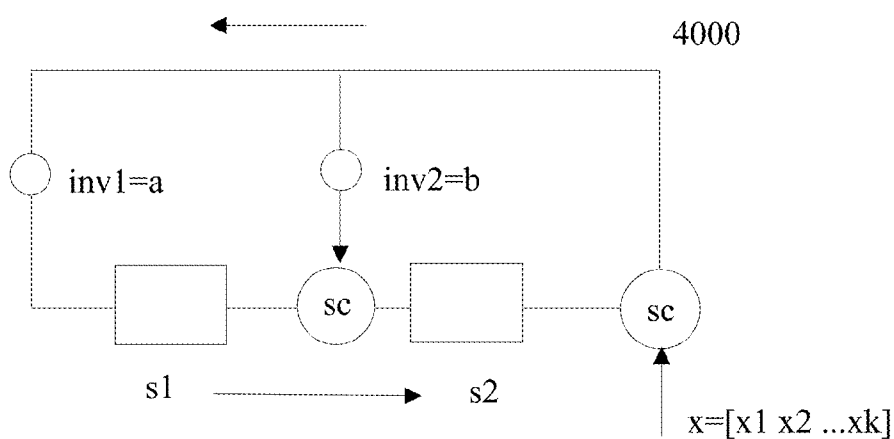 4000
inv1=a
inv2=b
sc
sc
s1
s2
x=[x1 x2 ...xk]